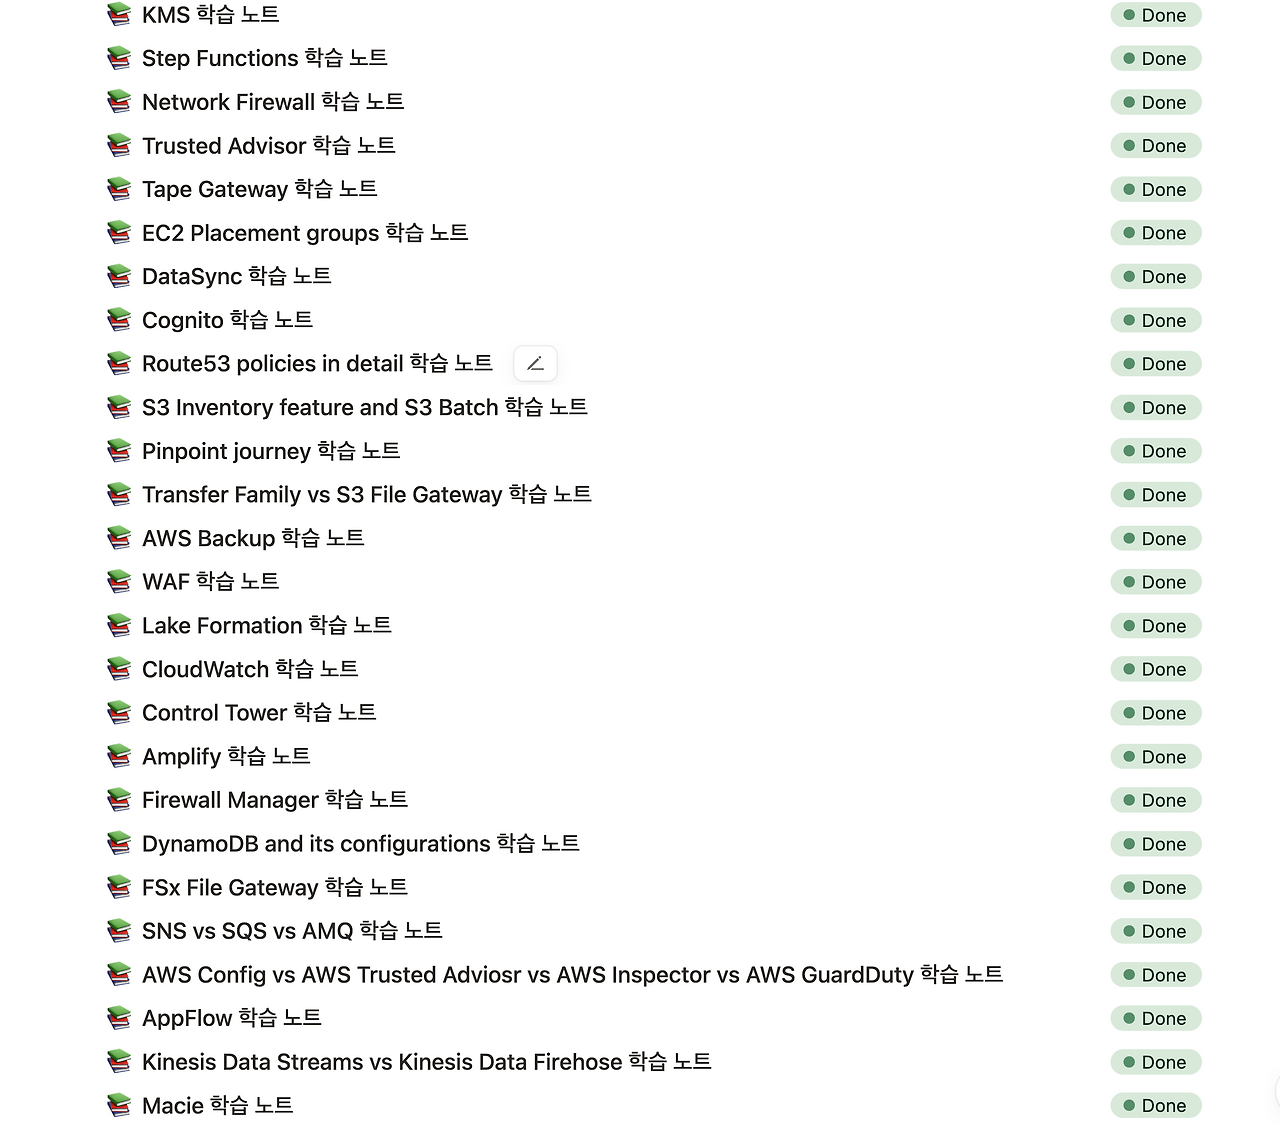 KMS 학습 노트 Done
Step Functions 학습 노트 Done
Network Firewall 학습 노트 Done
Trusted Advisor 학습 노트 Done
Tape Gateway 학습 노트 Done
EC2 Placement groups 학습 노트 Done
DataSync 학습 노트 Done
Cognito 학습 노트 Done
Route53 policies in detail 학습 노트 Done
S3 Inventory feature and S3 Batch 학습 노트 Done
Pinpoint journey 학습 노트 Done
Transfer Family vs S3 File Gateway 학습 노트 Done
AWS Backup 학습 노트 Done
WAF 학습 노트 Done
Lake Formation 학습 노트 Done
CloudWatch 학습 노트 Done
Control Tower 학습 노트 Done
Amplify 학습 노트 Done
Firewall Manager 학습 노트 Done
DynamoDB and its configurations 학습 노트 Done
FSx File Gateway 학습 노트 Done
SNS vs SQS vs AMQ 학습 노트 Done
AWS Config vs AWS Trusted Adviosr vs AWS Inspector vs AWS GuardDuty 학습 노트 Done
AppFlow 학습 노트 Done
Kinesis Data Streams vs Kinesis Data Firehose 학습 노트 Done
Macie 학습 노트 Done